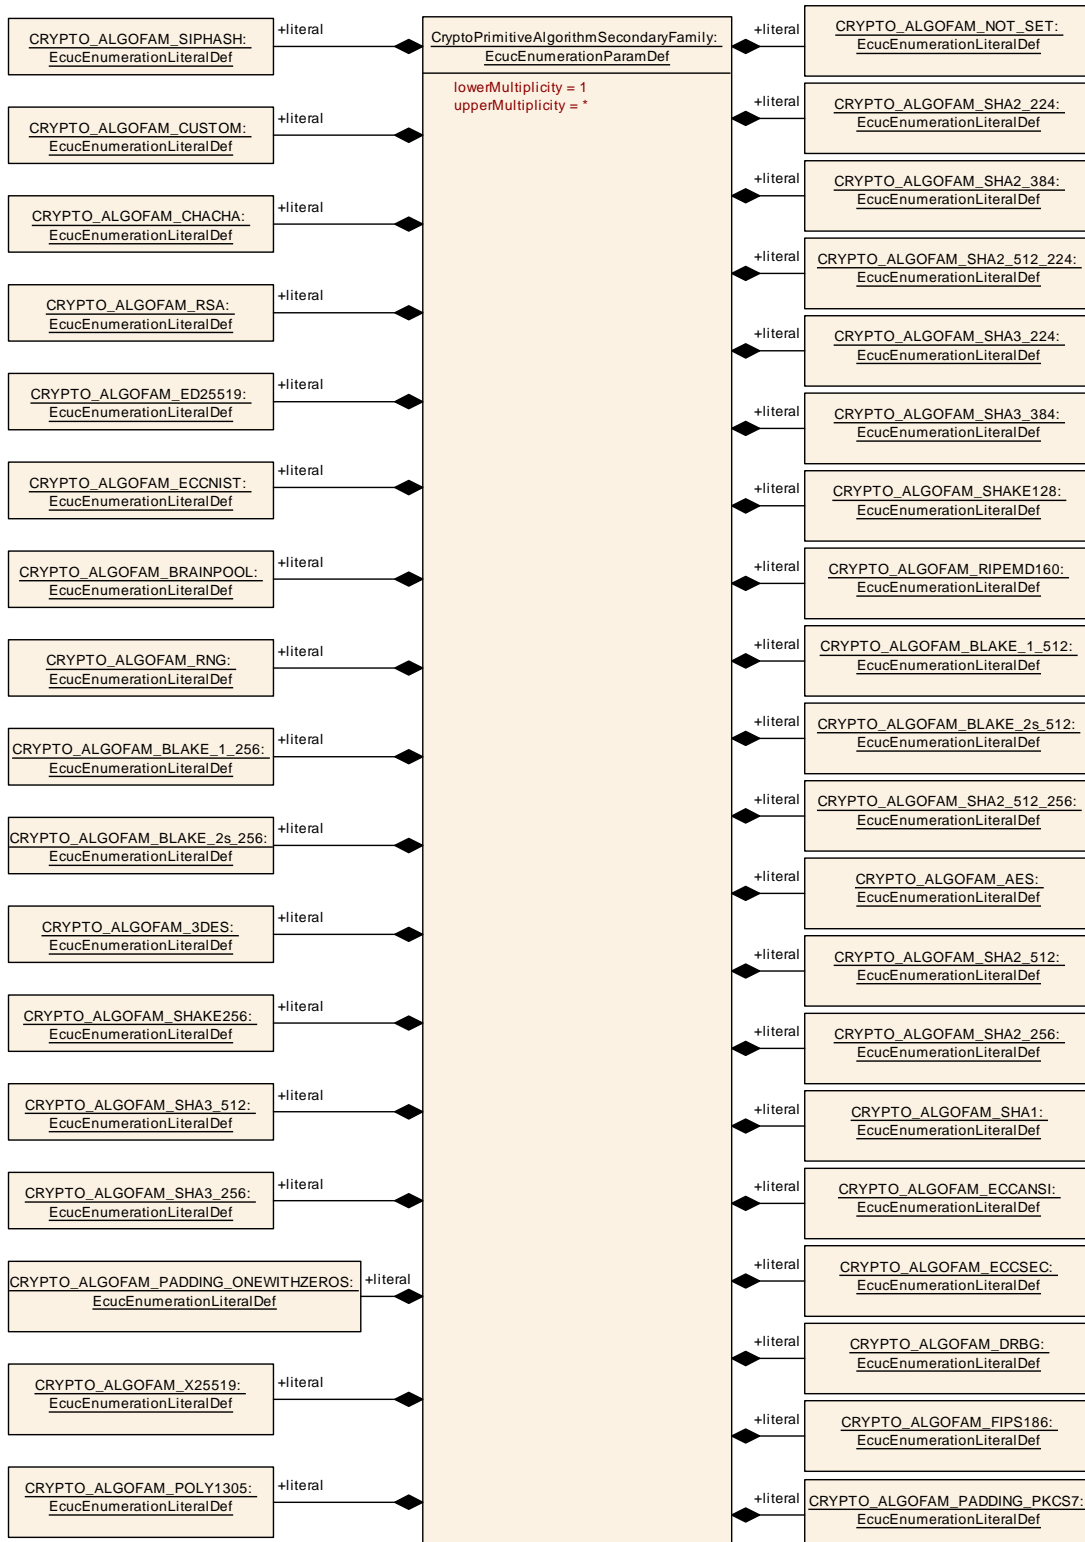 CRYPTO_ALGOFAM_SIPHASH:
EcucEnumerationLiteralDef
+literal
CRYPTO_ALGOFAM_CUSTOM:
EcucEnumerationLiteralDef
+literal
CRYPTO_ALGOFAM_CHACHA:
EcucEnumerationLiteralDef
+literal
CRYPTO_ALGOFAM_RSA:
EcucEnumerationLiteralDef
+literal
CRYPTO_ALGOFAM_ED25519:
EcucEnumerationLiteralDef
+literal
CRYPTO_ALGOFAM_ECCNIST:
EcucEnumerationLiteralDef
+literal
CRYPTO_ALGOFAM_BRAINPOOL:
EcucEnumerationLiteralDef
+literal
CRYPTO_ALGOFAM_RNG:
EcucEnumerationLiteralDef
+literal
CRYPTO_ALGOFAM_BLAKE_1_256:
EcucEnumerationLiteralDef
+literal
CRYPTO_ALGOFAM_BLAKE_2s_256:
EcucEnumerationLiteralDef
+literal
CRYPTO_ALGOFAM_3DES:
EcucEnumerationLiteralDef
+literal
CRYPTO_ALGOFAM_SHAKE256:
EcucEnumerationLiteralDef
+literal
CRYPTO_ALGOFAM_SHA3_512:
EcucEnumerationLiteralDef
+literal
CRYPTO_ALGOFAM_SHA3_256:
EcucEnumerationLiteralDef
+literal
CRYPTO_ALGOFAM_PADDING_ONEWITHZEROS:
EcucEnumerationLiteralDef
+literal
CRYPTO_ALGOFAM_X25519:
EcucEnumerationLiteralDef
+literal
CRYPTO_ALGOFAM_POLY1305:
EcucEnumerationLiteralDef
+literal
CryptoPrimitiveAlgorithmSecondaryFamily:
EcucEnumerationParamDef
lowerMultiplicity = 1
upperMultiplicity = *
+literal
CRYPTO_ALGOFAM_NOT_SET:
EcucEnumerationLiteralDef
+literal
CRYPTO_ALGOFAM_SHA2_224:
EcucEnumerationLiteralDef
+literal
CRYPTO_ALGOFAM_SHA2_384:
EcucEnumerationLiteralDef
+literal
CRYPTO_ALGOFAM_SHA2_512_224:
EcucEnumerationLiteralDef
+literal
CRYPTO_ALGOFAM_SHA3_224:
EcucEnumerationLiteralDef
+literal
CRYPTO_ALGOFAM_SHA3_384:
EcucEnumerationLiteralDef
+literal
CRYPTO_ALGOFAM_SHAKE128:
EcucEnumerationLiteralDef
+literal
CRYPTO_ALGOFAM_RIPEMD160:
EcucEnumerationLiteralDef
+literal
CRYPTO_ALGOFAM_BLAKE_1_512:
EcucEnumerationLiteralDef
+literal
CRYPTO_ALGOFAM_BLAKE_2s_512:
EcucEnumerationLiteralDef
+literal
CRYPTO_ALGOFAM_SHA2_512_256:
EcucEnumerationLiteralDef
+literal
CRYPTO_ALGOFAM_AES:
EcucEnumerationLiteralDef
+literal
CRYPTO_ALGOFAM_SHA2_512:
EcucEnumerationLiteralDef
+literal
CRYPTO_ALGOFAM_SHA2_256:
EcucEnumerationLiteralDef
+literal
CRYPTO_ALGOFAM_SHA1:
EcucEnumerationLiteralDef
+literal
CRYPTO_ALGOFAM_ECCANSI:
EcucEnumerationLiteralDef
+literal
CRYPTO_ALGOFAM_ECCSEC:
EcucEnumerationLiteralDef
+literal
CRYPTO_ALGOFAM_DRBG:
EcucEnumerationLiteralDef
+literal
CRYPTO_ALGOFAM_FIPS186:
EcucEnumerationLiteralDef
+literal
CRYPTO_ALGOFAM_PADDING_PKCS7:
EcucEnumerationLiteralDef